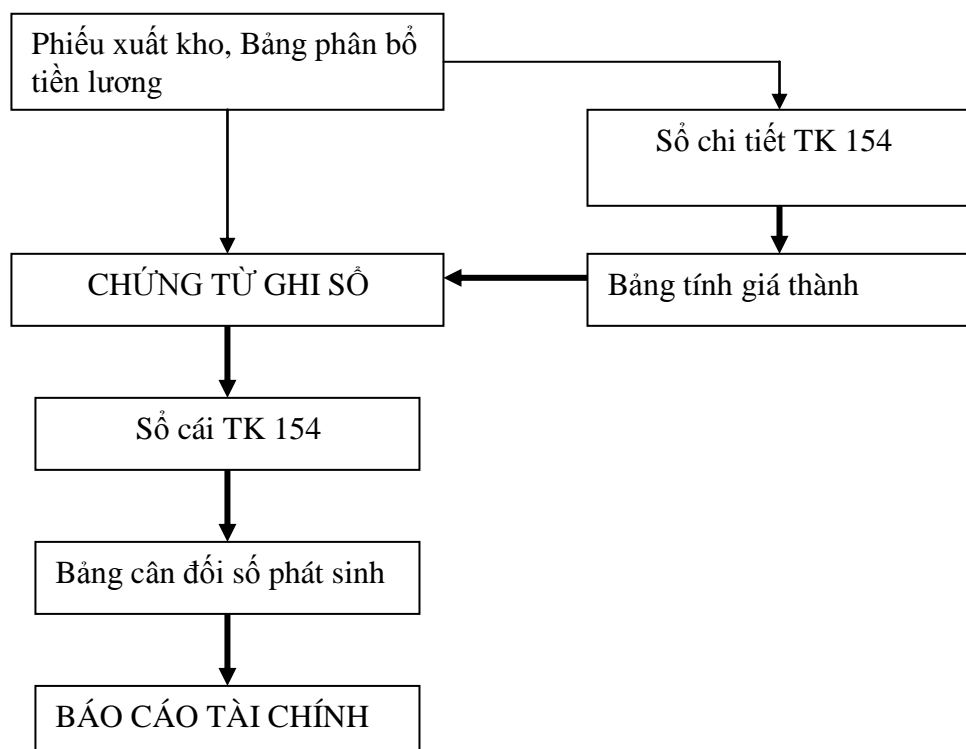 Phiếu xuất kho, Bảng phân bổ
tiền lương
Sổ chi tiết TK 154
CHỨNG TỪ GHI SỔ
Bảng tính giá thành
Sổ cái TK 154
Bảng cân đối số phát sinh
BÁO CÁO TÀI CHÍNH